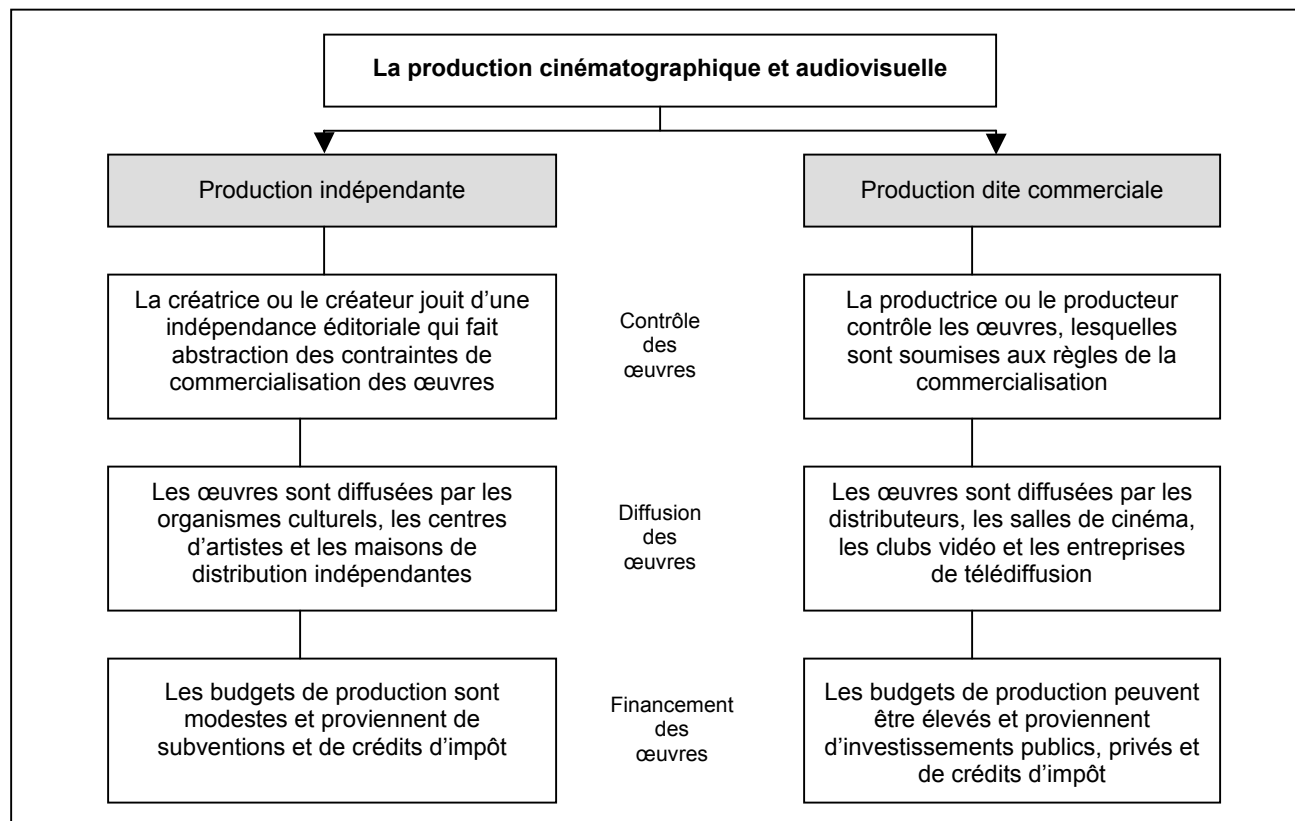 La production cinématographique et audiovisuelle
Production indépendante
Production dite commerciale
La créatrice ou le créateur jouit d’une
indépendance éditoriale qui fait
abstraction des contraintes de
commercialisation des œuvres
Contrôle
des
œuvres
La productrice ou le producteur
contrôle les œuvres, lesquelles
sont soumises aux règles de la
commercialisation
Les œuvres sont diffusées par les
organismes culturels, les centres
d’artistes et les maisons de
distribution indépendantes
Diffusion
des
œuvres
Les œuvres sont diffusées par les
distributeurs, les salles de cinéma,
les clubs vidéo et les entreprises
de télédiffusion
Les budgets de production sont
modestes et proviennent de
subventions et de crédits d’impôt
Financement
des
œuvres
Les budgets de production peuvent
être élevés et proviennent
d’investissements publics, privés et
de crédits d’impôt